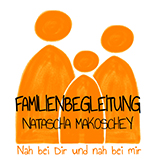 FAMILIENBEGLEITUNG
NATASCHA MAKOSCHEY
Nah bei Dir und nah bei mir